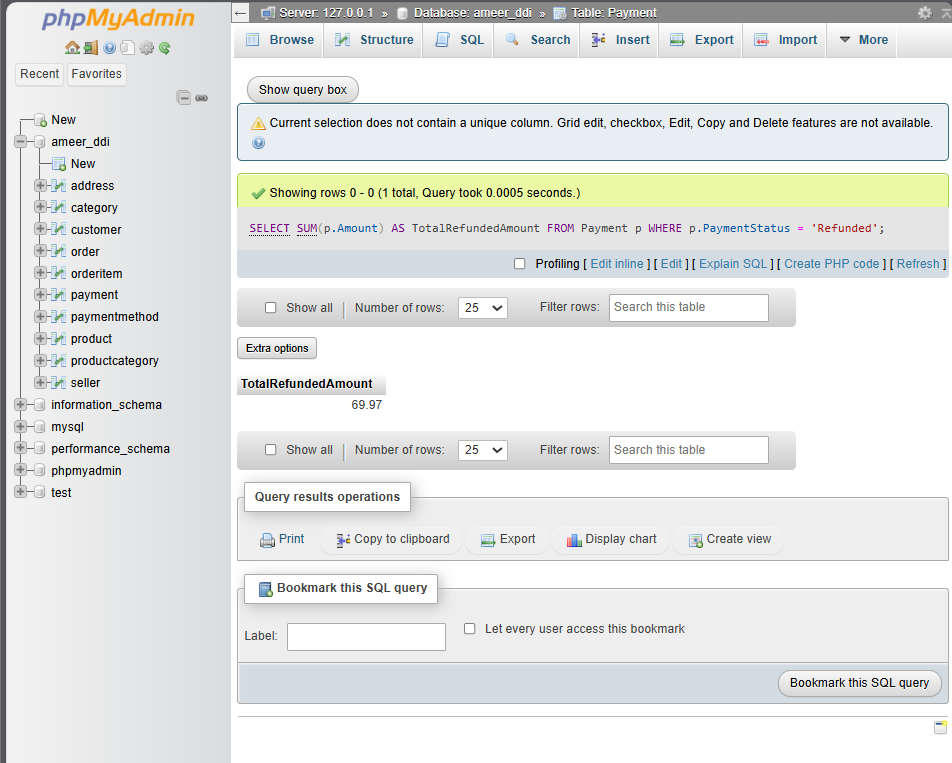 phpMyAdmin
Recent Favorites
New
ameer_ddi
New
address
category
customer
order
orderitem
payment
paymentmethod
product
productcategory
seller
information_schema
mysql
performance_schema
phpmyadmin
test
Server: 127.0.0.1 » Database: ameer_ddi » Table: Payment
Browse Structure SQL Search Insert Export Import More
Show query box
Current selection does not contain a unique column. Grid edit, checkbox, Edit, Copy and Delete features are not available.
Showing rows 0 - 0 (1 total, Query took 0.0005 seconds.)
SELECT SUM(p.Amount) AS TotalRefundedAmount FROM Payment p WHERE p.PaymentStatus = 'Refunded';
Profiling [ Edit inline ] [ Edit ] [ Explain SQL ] [ Create PHP code ] [ Refresh ]
Show all Number of rows: 25 Filter rows: Search this table
Extra options
TotalRefundedAmount
69.97
Show all Number of rows: 25 Filter rows: Search this table
Query results operations
Print Copy to clipboard Export Display chart Create view
Bookmark this SQL query
Label: Let every user access this bookmark
Bookmark this SQL query